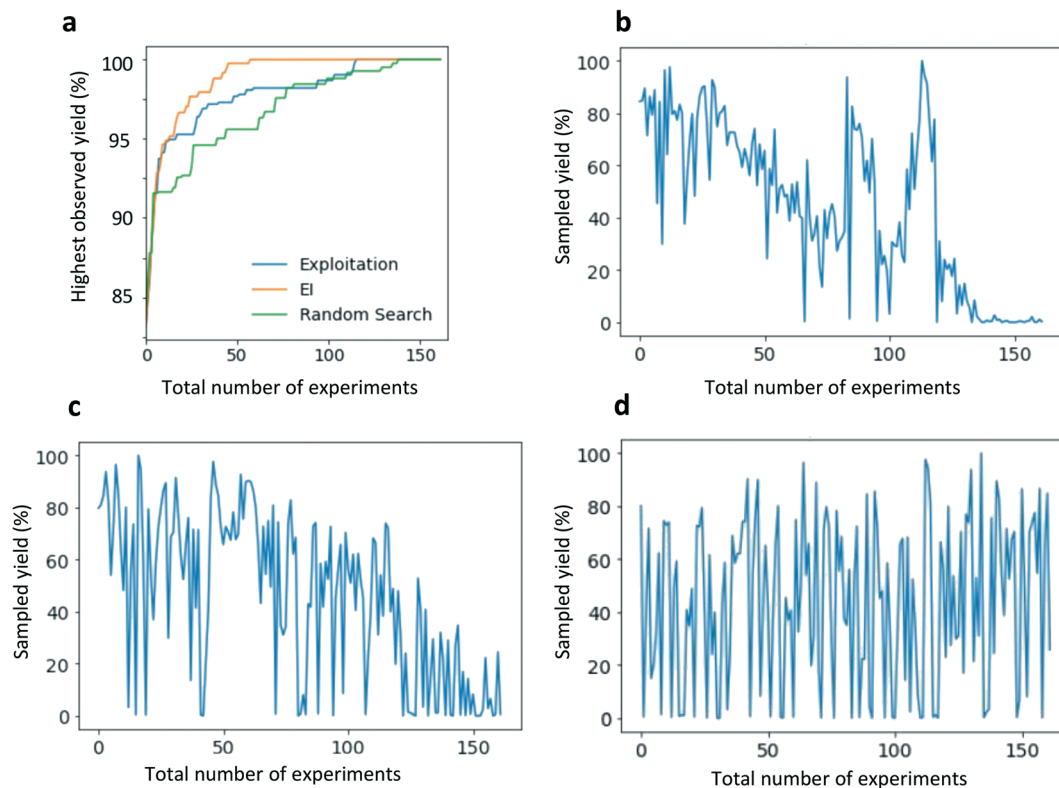 a
Highest observed yield (%)
100
95
90
85
Exploitation
EI
Random Search
0
50
100
150
Total number of experiments
b
Sampled yield (%)
100
80
60
40
20
0
0
50
100
150
Total number of experiments
c
Sampled yield (%)
100
80
60
40
20
0
0
50
100
150
Total number of experiments
d
Sampled yield (%)
100
80
60
40
20
0
0
50
100
150
Total number of experiments